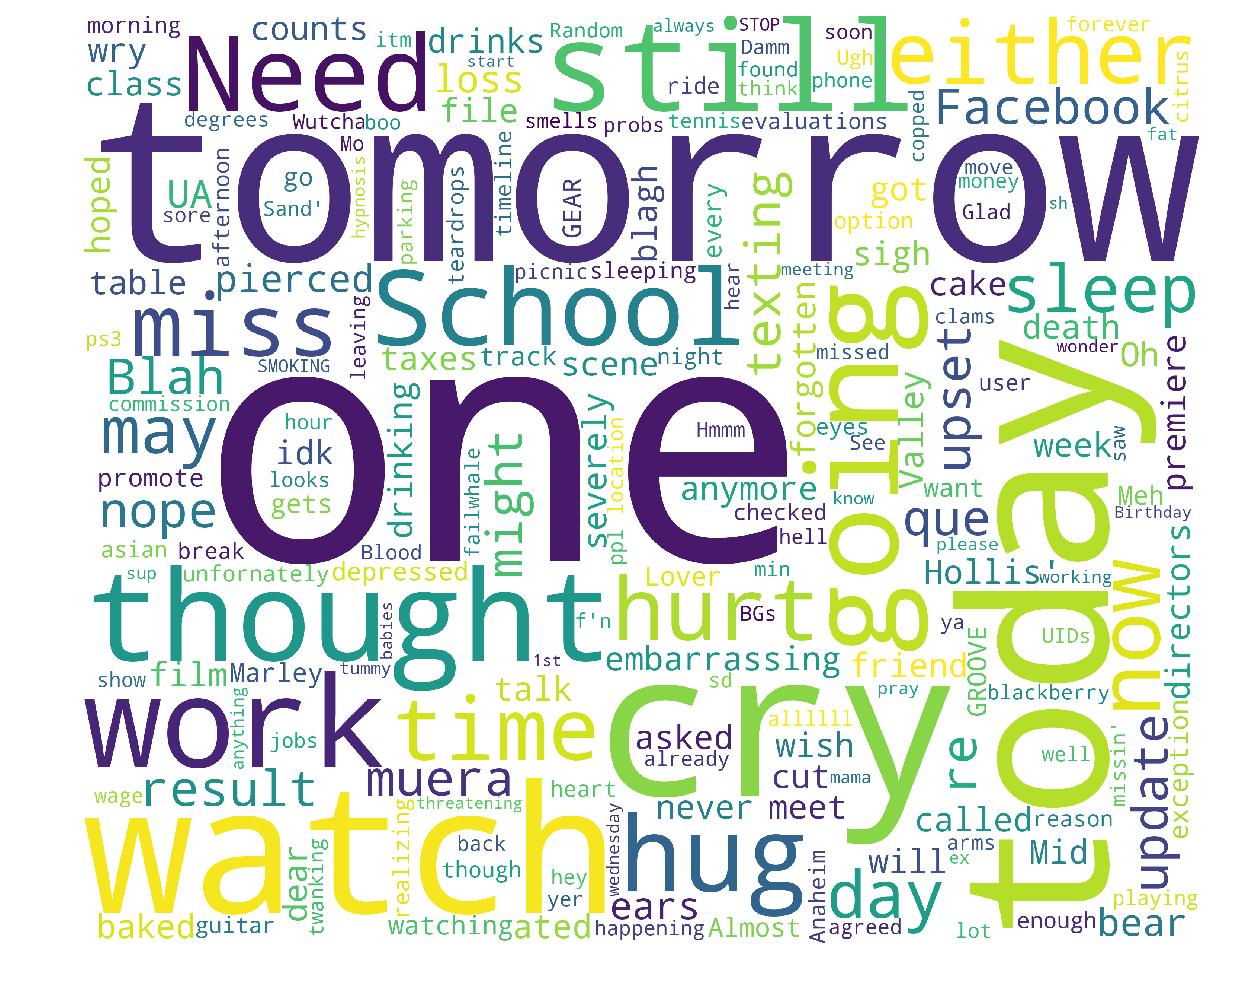 morning
counts
itm
drinks
Random
always
STOP
soon
forever
wry
Need
start
still
Damm
Ugh
either
class
loss
found
phone
citrus
file
ride
think
Facebook
degrees
Wutcha
boo
smells
probs
tennis
evaluations
copped
fat
tomorrow
Mo
hoped
UA
sore
afternoon
go
Sand'
hypnosis
parking
teardrops
timeline
GEAR
blagh
every
texting
got
option
move
money
Glad
sh
sigh
table
pierced
School
picnic
sleeping
hear
meeting
cake
sleep
miss
ps3
leaving
SMOKING
taxes
track
scene
night
forgotten
missed
going
clams
death
wonder
Oh
Blah
commission
one
user
upset
premiere
may
hour
idk
looks
gets
drinking
Hmmm
eyes
See
Valley
week
saw
today
promote
nope
failwhale
might
severely
location
ppl
anymore
checked
know
want
Meh
Birthday
que
hell
please
asian
break
Blood
sup
unfornately
depressed
Lover
min
Hollis'
working
now
thought
babies
f'n
hurt
BGs
ya
UIDs
directors
show
film
Marley
tummy
1st
embarrassing
friend
GROOVE
talk
sd
pray
blackberry
work
anything
jobs
time
cry
asked
already
allllll
wish
re
well
missin'
exception
update
wage
result
muera
threatening
heart
cut
mama
never
meet
called
reason
watch
realizing
back
though
hey
yer
wednesday
hug
will
arms
ex
Mid
dear
twanking
ears
Anaheim
day
playing
baked
guitar
watching
ated
happening
Almost
agreed
lot
enough
bear